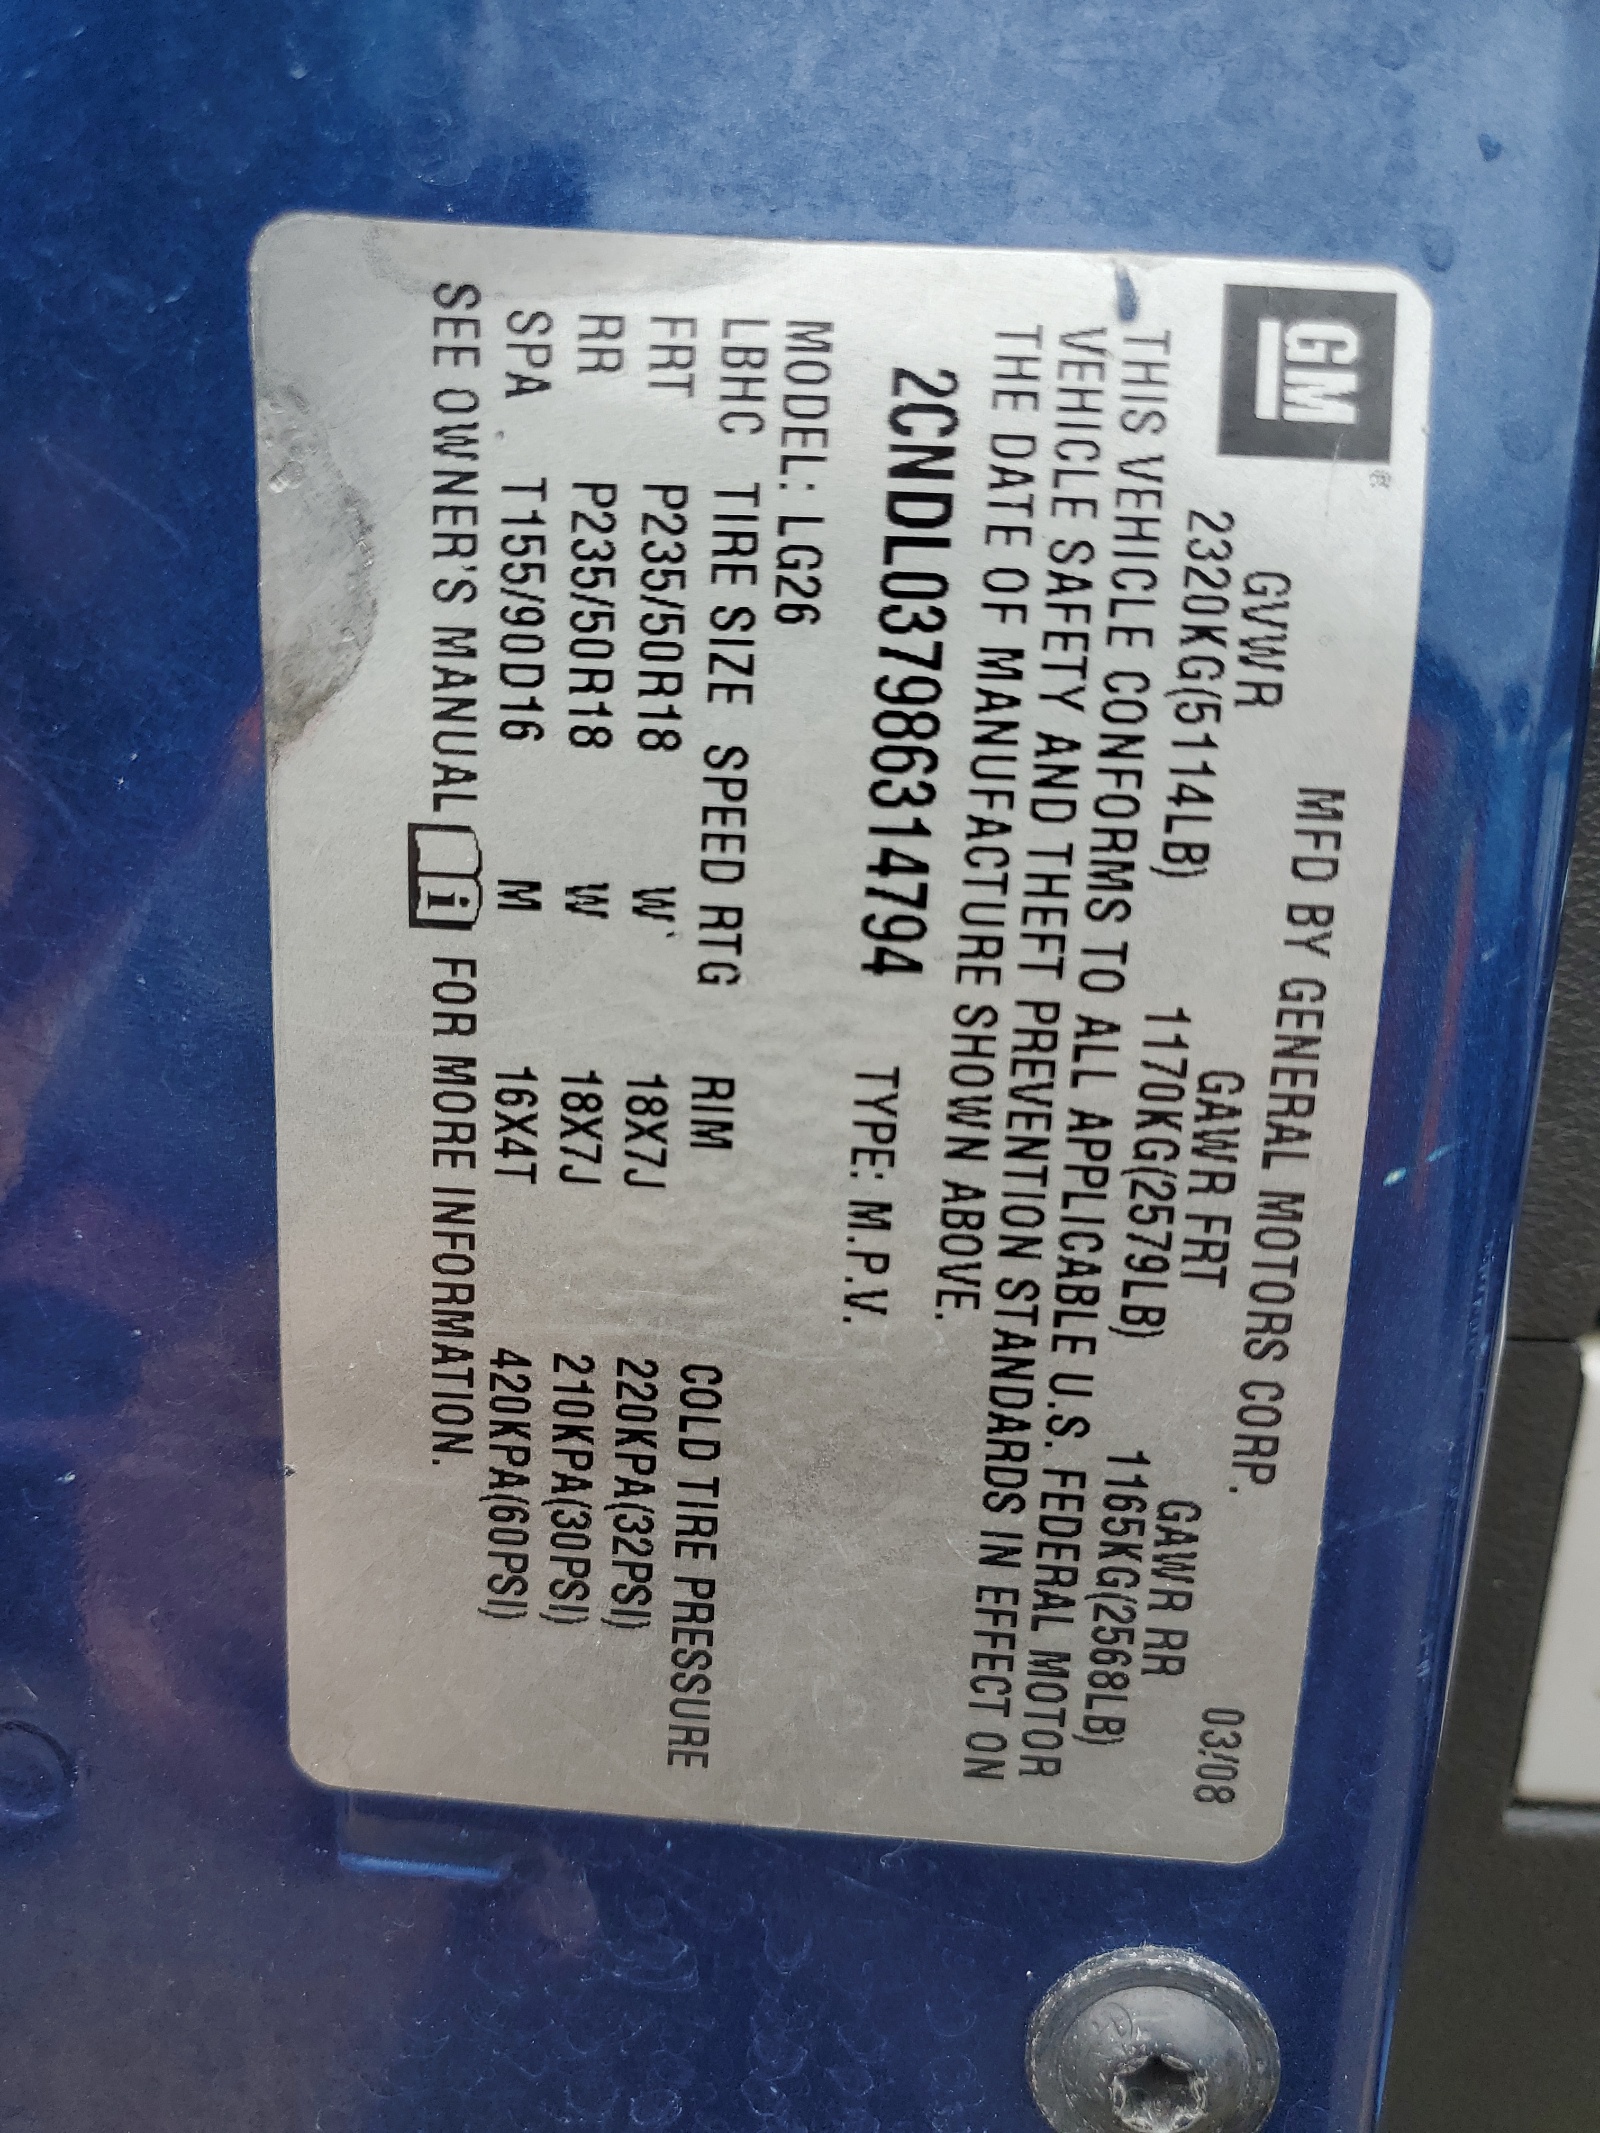 GM®
MFD BY GENERAL MOTORS CORP. 03/08
GVWR GAWR FRT GAWR RR
2320KG(5114LB) 1170KG(2579LB) 1165KG(2568LB)
THIS VEHICLE CONFORMS TO ALL APPLICABLE U.S. FEDERAL MOTOR
VEHICLE SAFETY AND THEFT PREVENTION STANDARDS IN EFFECT ON
THE DATE OF MANUFACTURE SHOWN ABOVE.
2CNDL037986314794 TYPE: M.P.V.
MODEL: LG26
LBHC TIRE SIZE SPEED RTG RIM COLD TIRE PRESSURE
FRT P235/50R18 W 18X7J 220KPA(32PSI)
RR P235/50R18 W 18X7J 210KPA(30PSI)
SPA T155/90D16 M 16X4T 420KPA(60PSI)
SEE OWNER'S MANUAL i FOR MORE INFORMATION.